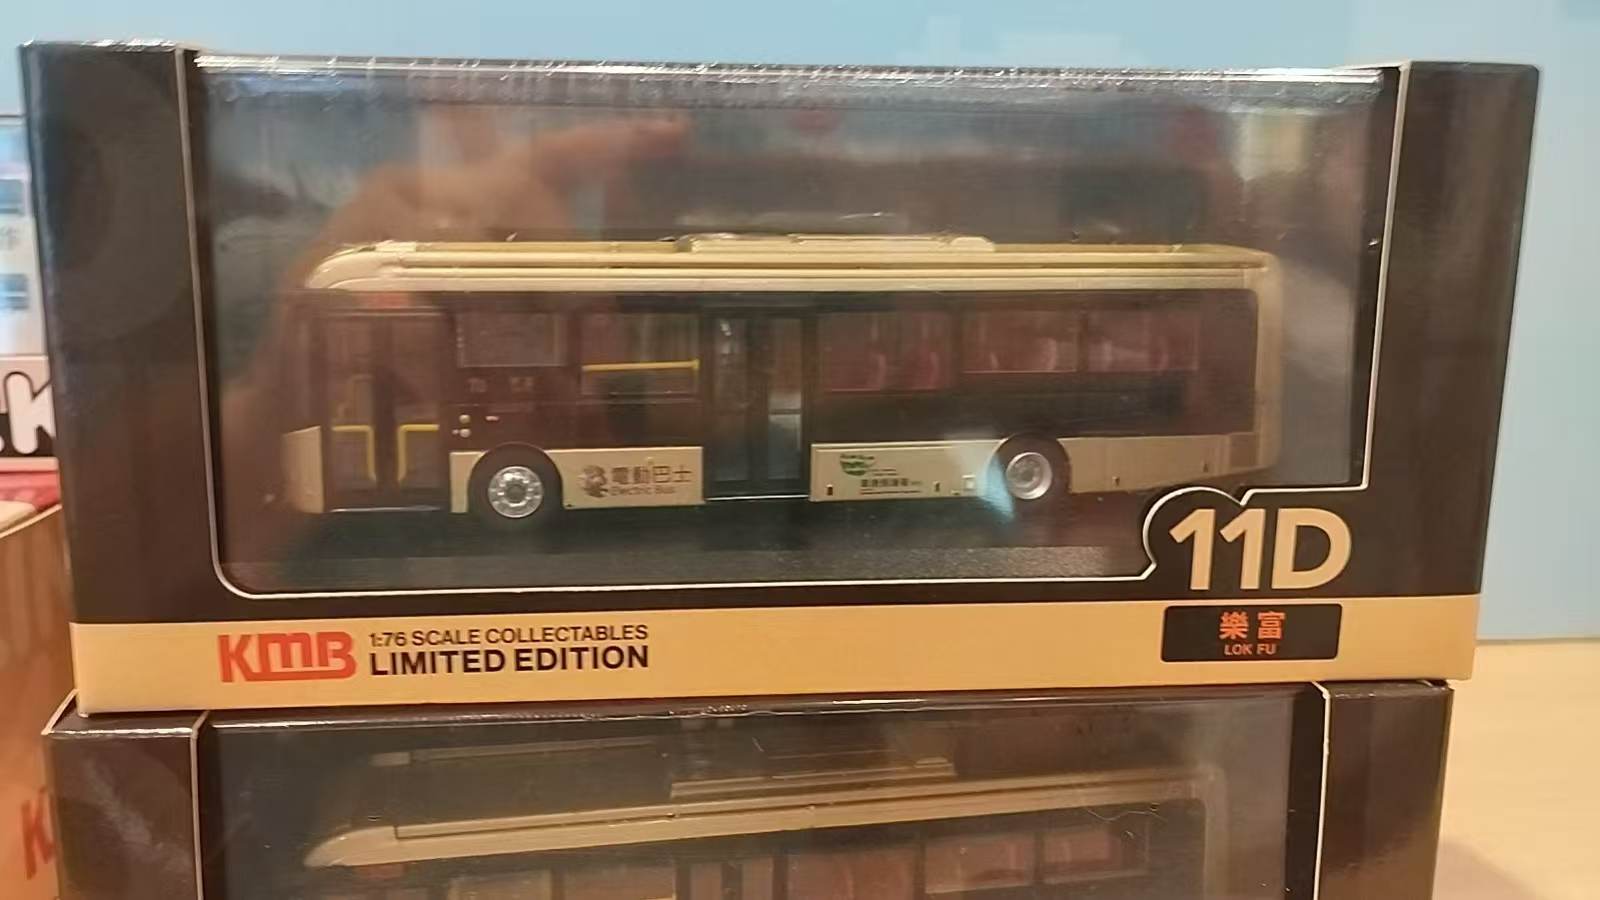 電動巴士
Electric Bus
11D
KMB
1:76 SCALE COLLECTABLES
LIMITED EDITION
樂富
LOK FU
K
K